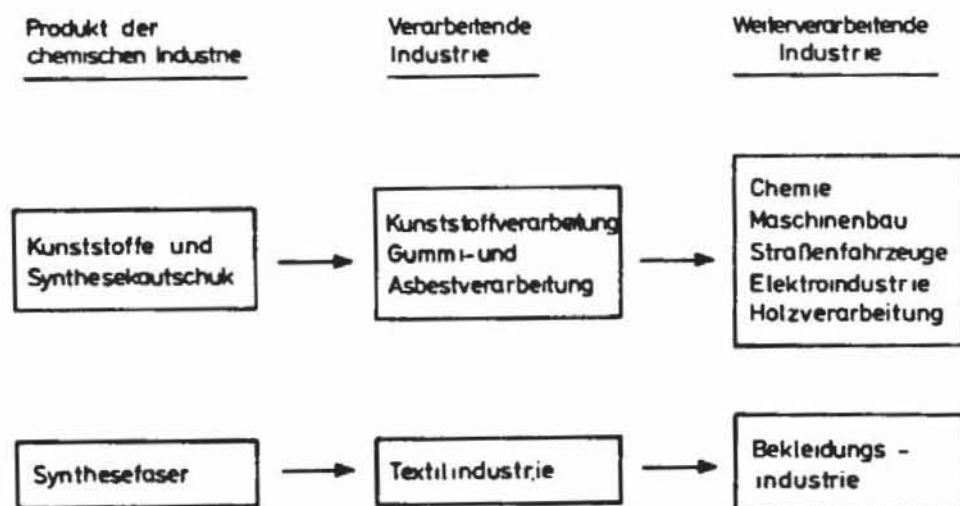 Produkt der
chemischen Industrie
Verarbeitende
Industrie
Weiterverarbeitende
Industrie
Kunststoffe und
Synthesekautschuk
Kunststoffverarbeitung
Gummi-und
Asbestverarbeitung
Chemie
Maschinenbau
Straßenfahrzeuge
Elektroindustrie
Holzverarbeitung
Synthesefaser
Textilindustrie
Bekleidungs -
industrie